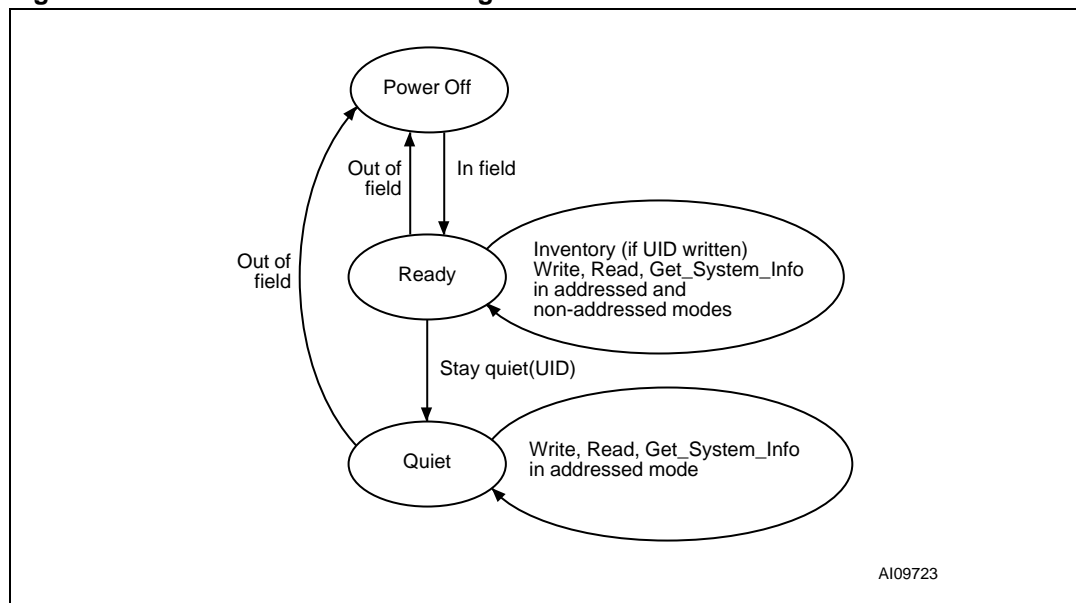 Power Off
Out of
field
In field
Out of
field
Ready
Inventory (if UID written)
Write, Read, Get_System_Info
in addressed and
non-addressed modes
Stay quiet(UID)
Quiet
Write, Read, Get_System_Info
in addressed mode
AI09723